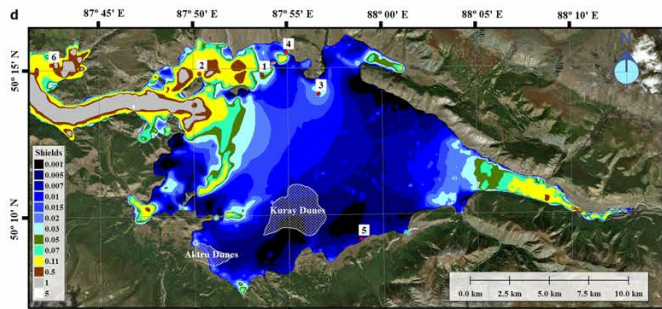 d
87° 45' E 87° 50' E 87° 55' E 88° 00' E 88° 05' E 88° 10' E
6
2
1
4
3
N
50° 15' N
Shields
0.001
0.005
0.007
0.01
0.015
0.02
0.03
0.05
0.07
0.11
0.5
1
5
50° 10' N
Kuray Dunes
5
Aktru Dunes
0.0 km 2.5 km 5.0 km 7.5 km 10.0 km